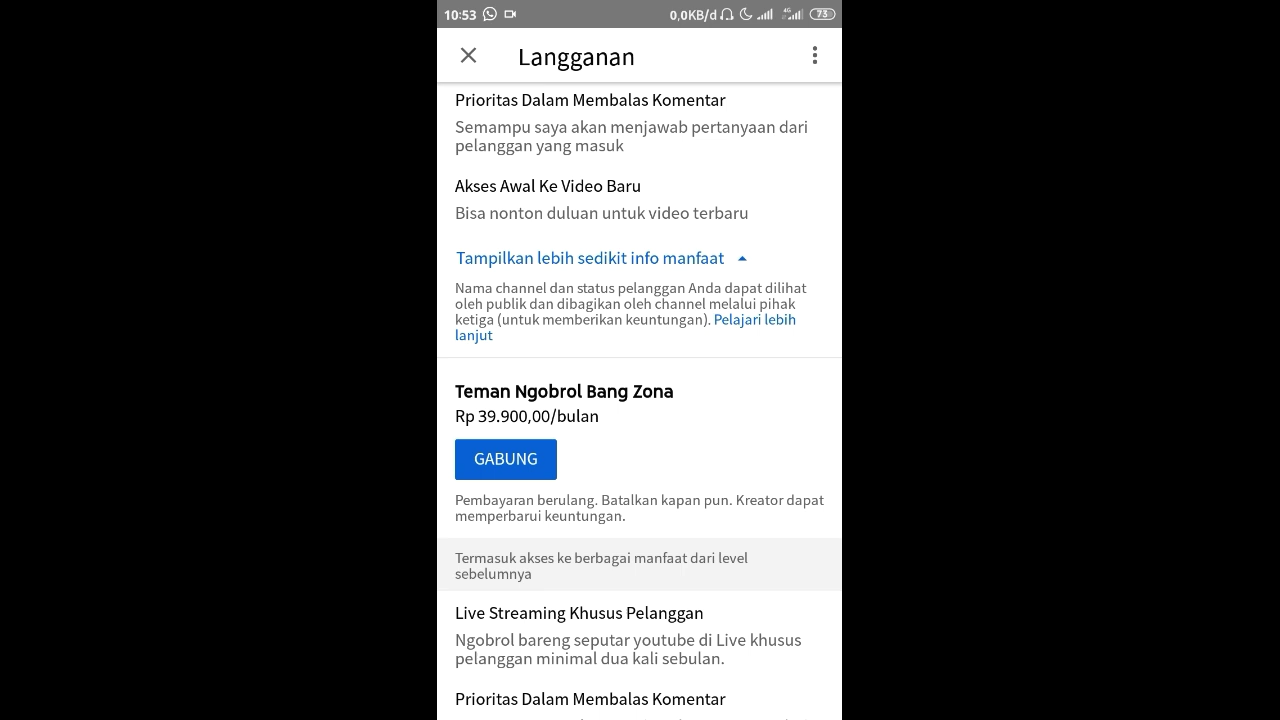 10:53
0,0KB/d 4G 73
Langganan
Prioritas Dalam Membalas Komentar
Semampu saya akan menjawab pertanyaan dari
pelanggan yang masuk
Akses Awal Ke Video Baru
Bisa nonton duluan untuk video terbaru
Tampilkan lebih sedikit info manfaat
Nama channel dan status pelanggan Anda dapat dilihat
oleh publik dan dibagikan oleh channel melalui pihak
ketiga (untuk memberikan keuntungan). Pelajari lebih
lanjut
Teman Ngobrol Bang Zona
Rp 39.900,00/bulan
GABUNG
Pembayaran berulang. Batalkan kapan pun. Kreator dapat
memperbarui keuntungan.
Termasuk akses ke berbagai manfaat dari level
sebelumnya
Live Streaming Khusus Pelanggan
Ngobrol bareng seputar youtube di Live khusus
pelanggan minimal dua kali sebulan.
Prioritas Dalam Membalas Komentar